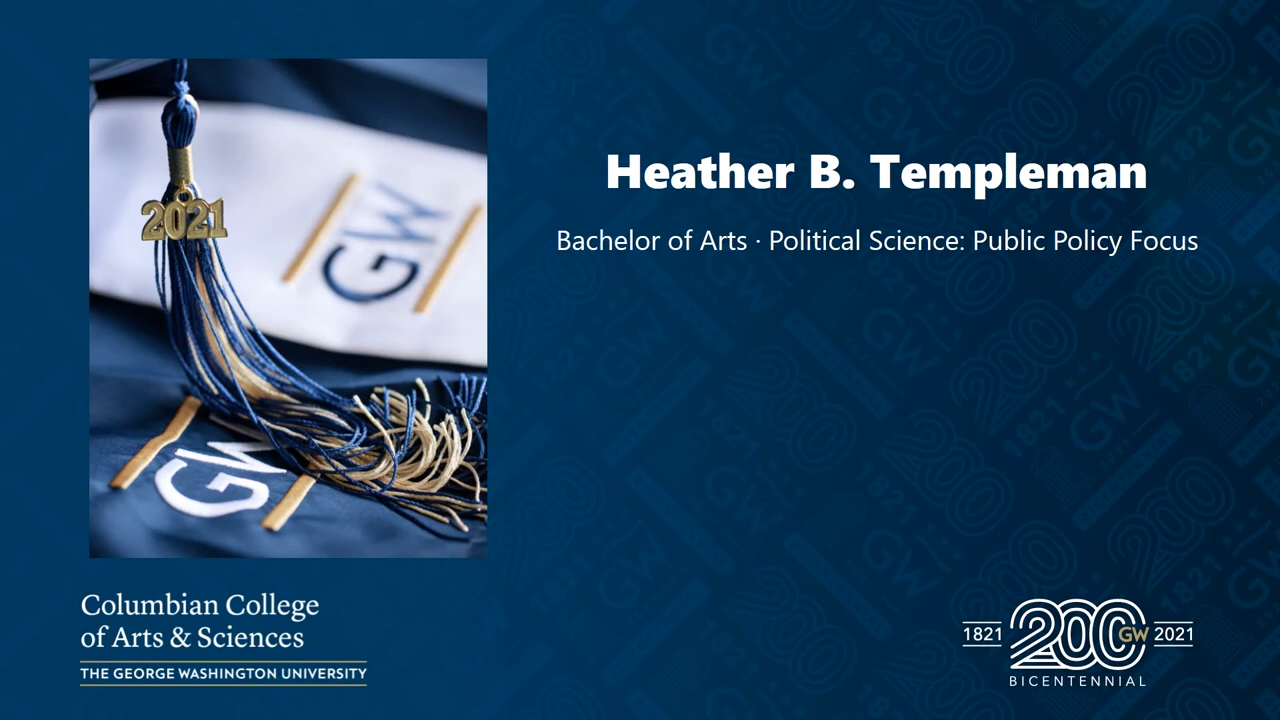 2021
GW
GW
Heather B. Templeman
Bachelor of Arts · Political Science: Public Policy Focus
Columbian College
of Arts & Sciences
THE GEORGE WASHINGTON UNIVERSITY
1821 200 GW 2021
BICENTENNIAL